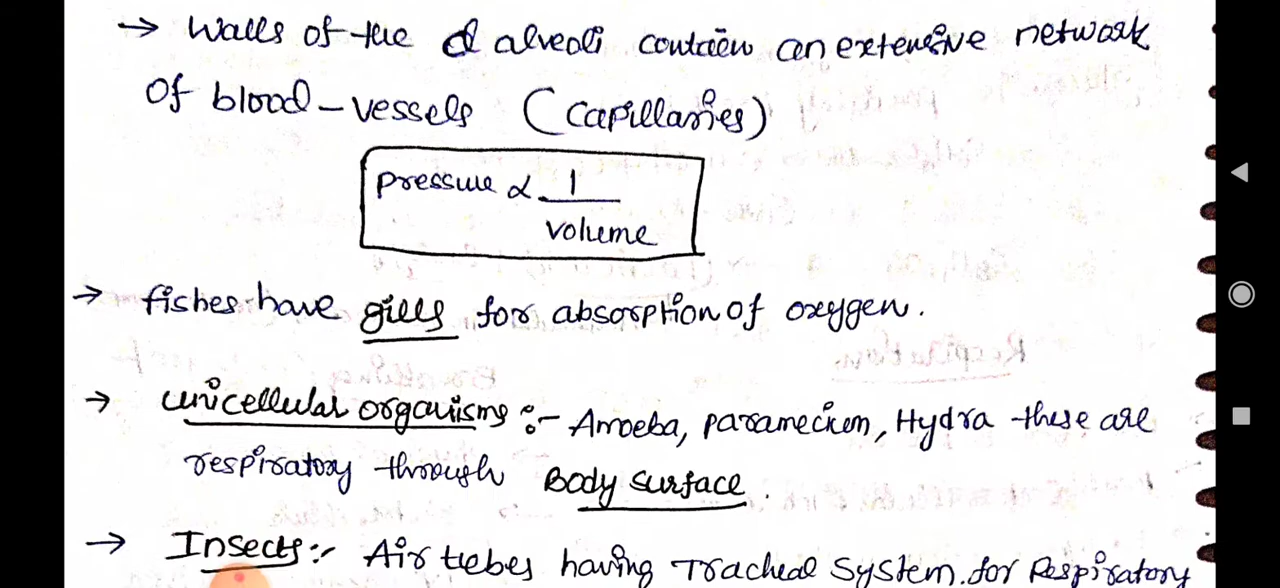 → Walls of the alveoli contain an extensive network
of blood-vessels (Capillaries)
pressure ∝ 1
volume
→ fishes have gills for absorption of oxygen.
→ Unicellular organisms :- Amoeba, paramecium, Hydra these are
respiratory through Body surface.
→ Insects:- Air tubes having Tracheal System for Respiratory